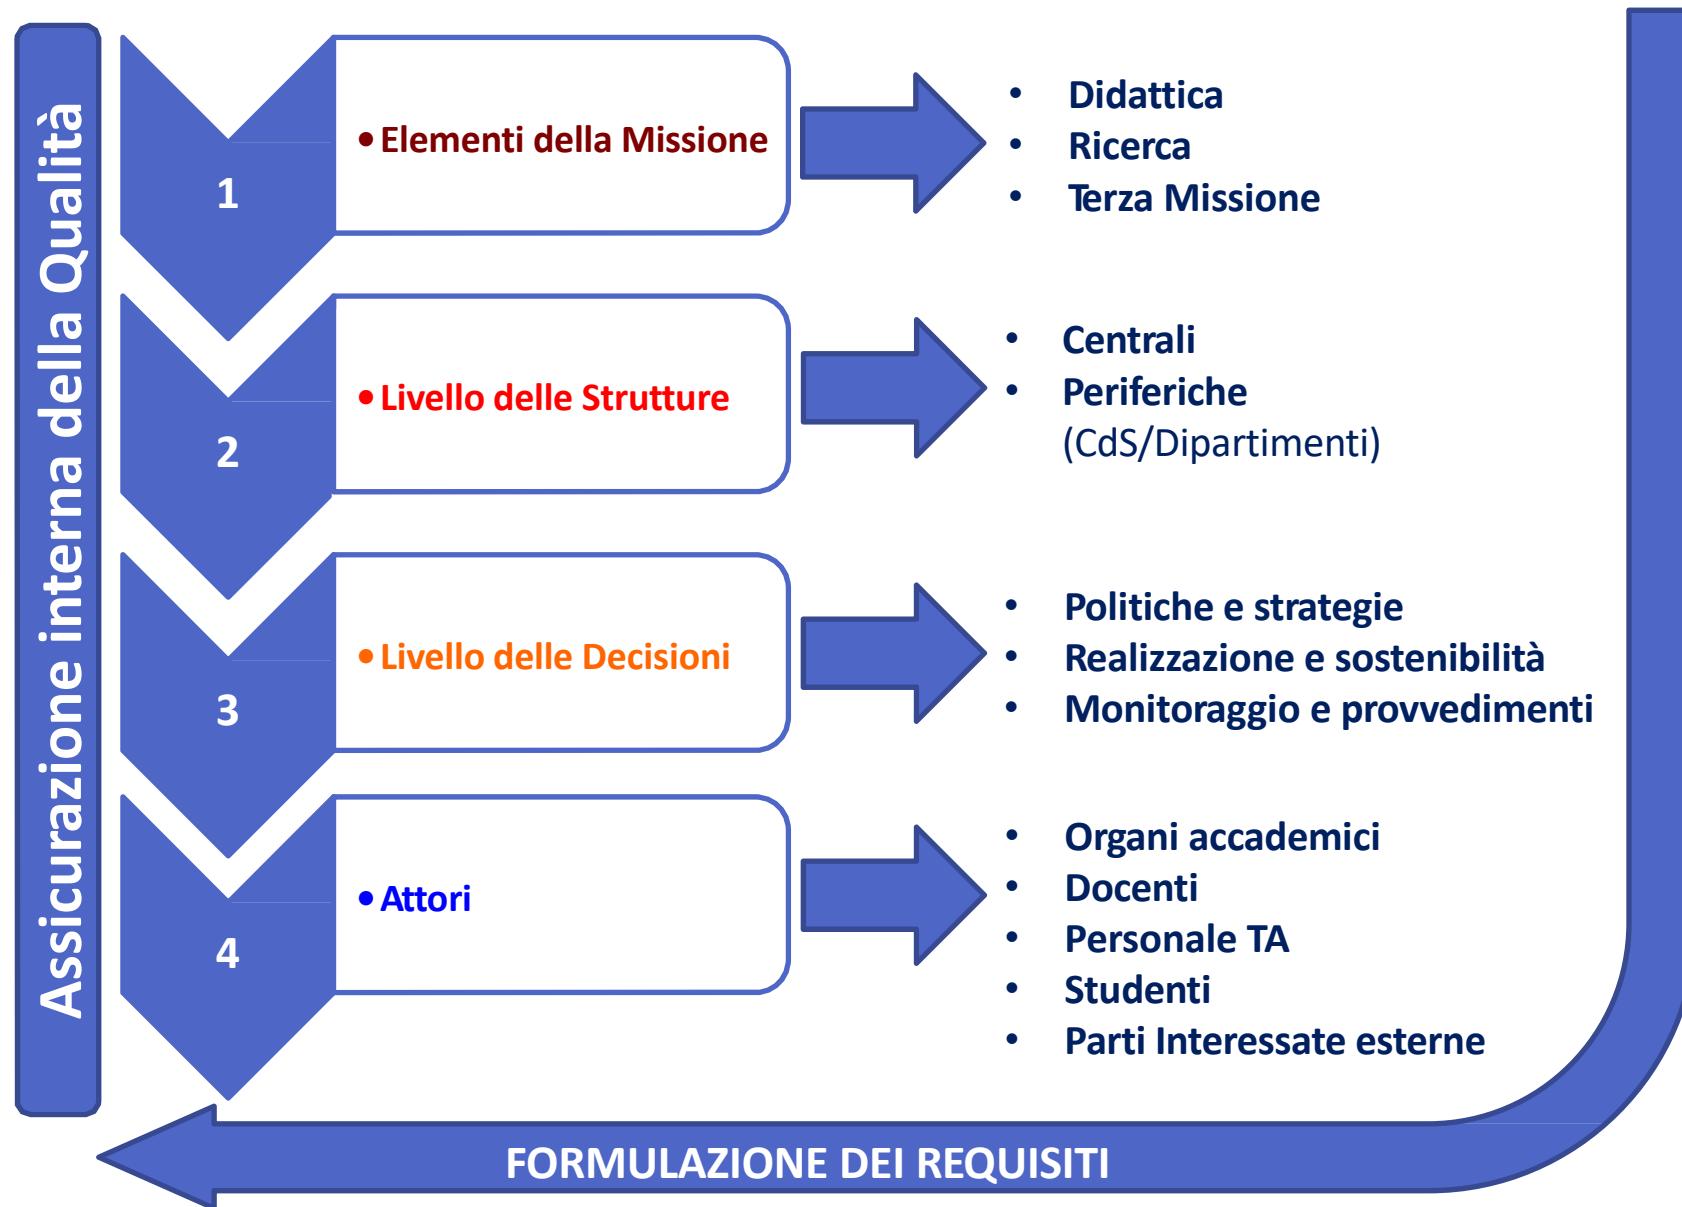 Assicurazione interna della Qualità
1
• Elementi della Missione
• Didattica
• Ricerca
• Terza Missione
2
• Livello delle Strutture
• Centrali
• Periferiche
(CdS/Dipartimenti)
3
• Livello delle Decisioni
• Politiche e strategie
• Realizzazione e sostenibilità
• Monitoraggio e provvedimenti
4
• Attori
• Organi accademici
• Docenti
• Personale TA
• Studenti
• Parti Interessate esterne
FORMULAZIONE DEI REQUISITI